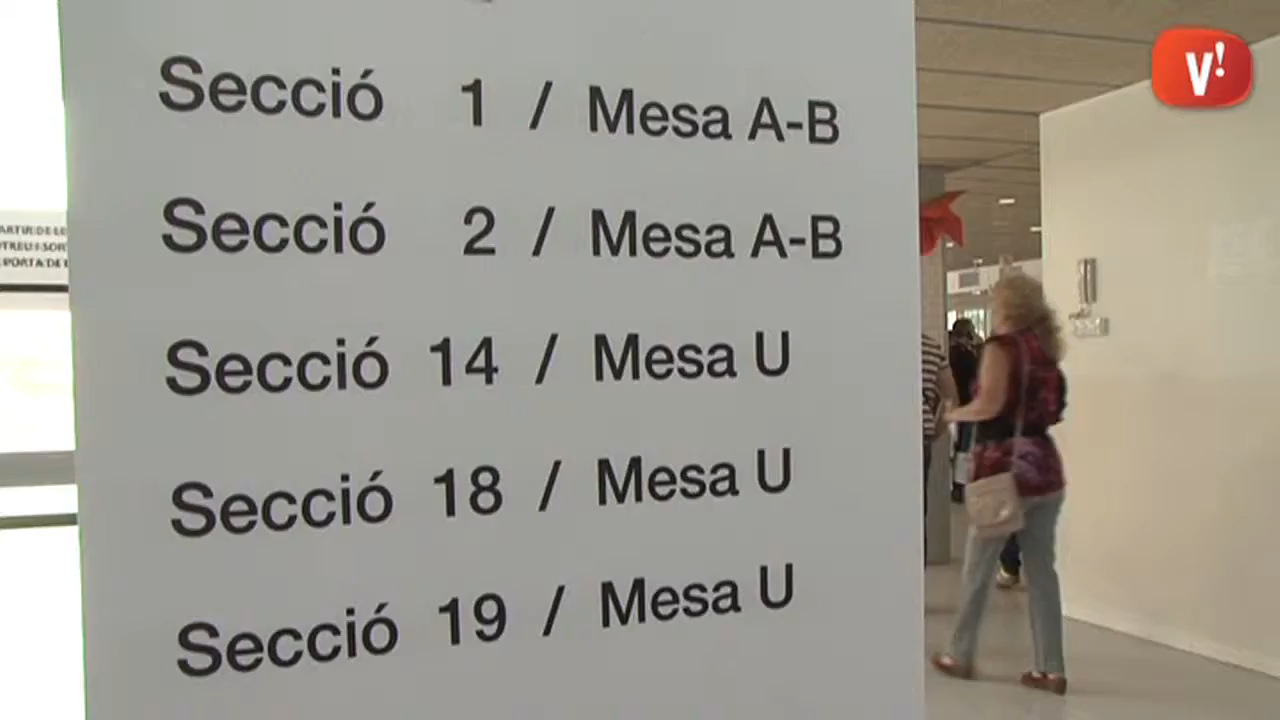 V!
Secció 1 / Mesa A-B
Secció 2 / Mesa A-B
Secció 14 / Mesa U
Secció 18 / Mesa U
Secció 19 / Mesa U